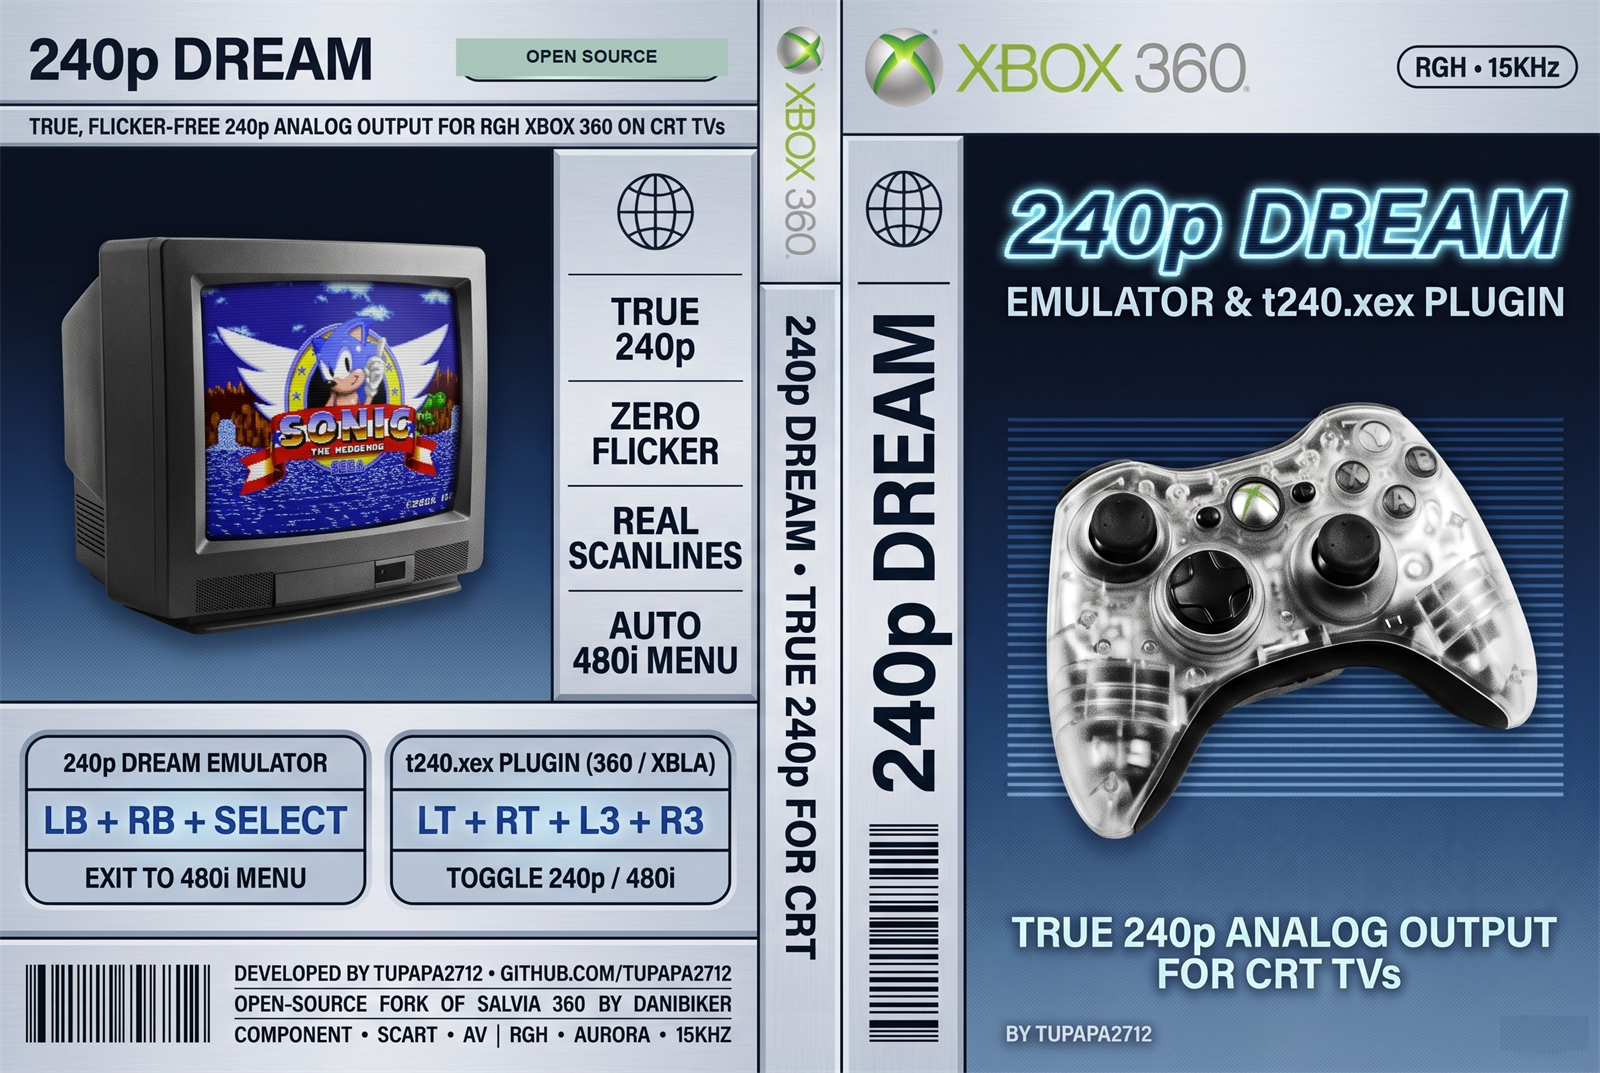 240p DREAM
OPEN SOURCE
TRUE, FLICKER-FREE 240p ANALOG OUTPUT FOR RGH XBOX 360 ON CRT TVs
SONIC
THE HEDGEHOG
SEGA
TRUE
240p
ZERO
FLICKER
REAL
SCANLINES
AUTO
480i MENU
240p DREAM EMULATOR
LB + RB + SELECT
EXIT TO 480i MENU
t240.xex PLUGIN (360 / XBLA)
LT + RT + L3 + R3
TOGGLE 240p / 480i
DEVELOPED BY TUPAPA2712 • GITHUB.COM/TUPAPA2712
OPEN-SOURCE FORK OF SALVIA 360 BY DANIBIKER
COMPONENT • SCART • AV | RGH • AURORA • 15KHZ
XBOX 360
240p DREAM • TRUE 240p FOR CRT
XBOX 360
RGH • 15KHz
240p DREAM
240p DREAM
EMULATOR & t240.xex PLUGIN
Y
X
B
A
TRUE 240p ANALOG OUTPUT
FOR CRT TVs
BY TUPAPA2712